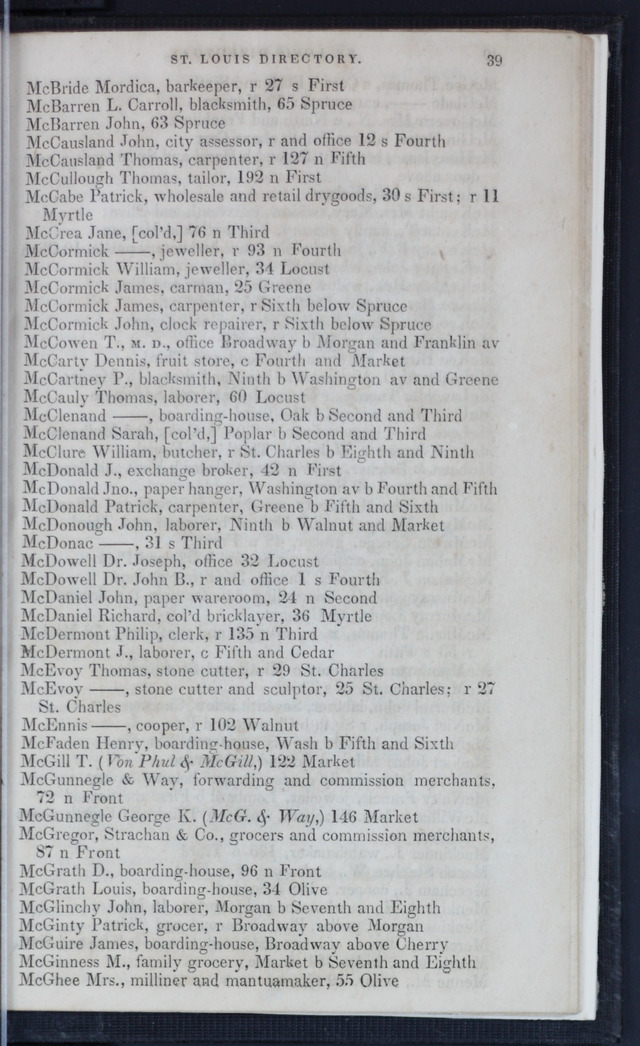 ST. LOUIS DIRECTORY. 39
McBride Mordica, barkeeper, r 27 s First
McBarren L. Carroll, blacksmith, 65 Spruce
McBarren John, 63 Spruce
McCausland John, city assessor, r and office 12 s Fourth
McCausland Thomas, carpenter, r 127 n Fifth
McCullough Thomas, tailor, 192 n First
McCabe Patrick, wholesale and retail drygoods, 30 s First; r 11
Myrtle
McCrea Jane, [col'd,] 76 n Third
McCormick ——, jeweller, r 93 n Fourth
McCormick William, jeweller, 34 Locust
McCormick James, carman, 25 Greene
McCormick James, carpenter, r Sixth below Spruce
McCormick John, clock repairer, r Sixth below Spruce
McCowen T., M. D., office Broadway b Morgan and Franklin av
McCarty Dennis, fruit store, c Fourth and Market
McCartney P., blacksmith, Ninth b Washington av and Greene
McCauly Thomas, laborer, 60 Locust
McClenand ——, boarding-house, Oak b Second and Third
McClenand Sarah, [col'd,] Poplar b Second and Third
McClure William, butcher, r St. Charles b Eighth and Ninth
McDonald J., exchange broker, 42 n First
McDonald Jno., paper hanger, Washington av b Fourth and Fifth
McDonald Patrick, carpenter, Greene b Fifth and Sixth
McDonough John, laborer, Ninth b Walnut and Market
McDonac ——, 31 s Third
McDowell Dr. Joseph, office 32 Locust
McDowell Dr. John B., r and office 1 s Fourth
McDaniel John, paper wareroom, 24 n Second
McDaniel Richard, col'd bricklayer, 36 Myrtle
McDermont Philip, clerk, r 135 n Third
McDermont J., laborer, c Fifth and Cedar
McEvoy Thomas, stone cutter, r 29 St. Charles
McEvoy ——, stone cutter and sculptor, 25 St. Charles; r 27
St. Charles
McEnnis ——, cooper, r 102 Walnut
McFaden Henry, boarding-house, Wash b Fifth and Sixth
McGill T. (Von Phul & McGill,) 122 Market
McGunnegle & Way, forwarding and commission merchants,
72 n Front
McGunnegle George K. (McG. & Way,) 146 Market
McGregor, Strachan & Co., grocers and commission merchants,
87 n Front
McGrath D., boarding-house, 96 n Front
McGrath Louis, boarding-house, 34 Olive
McGlinchy John, laborer, Morgan b Seventh and Eighth
McGinty Patrick, grocer, r Broadway above Morgan
McGuire James, boarding-house, Broadway above Cherry
McGinness M., family grocery, Market b Seventh and Eighth
McGhee Mrs., milliner and mantuamaker, 55 Olive